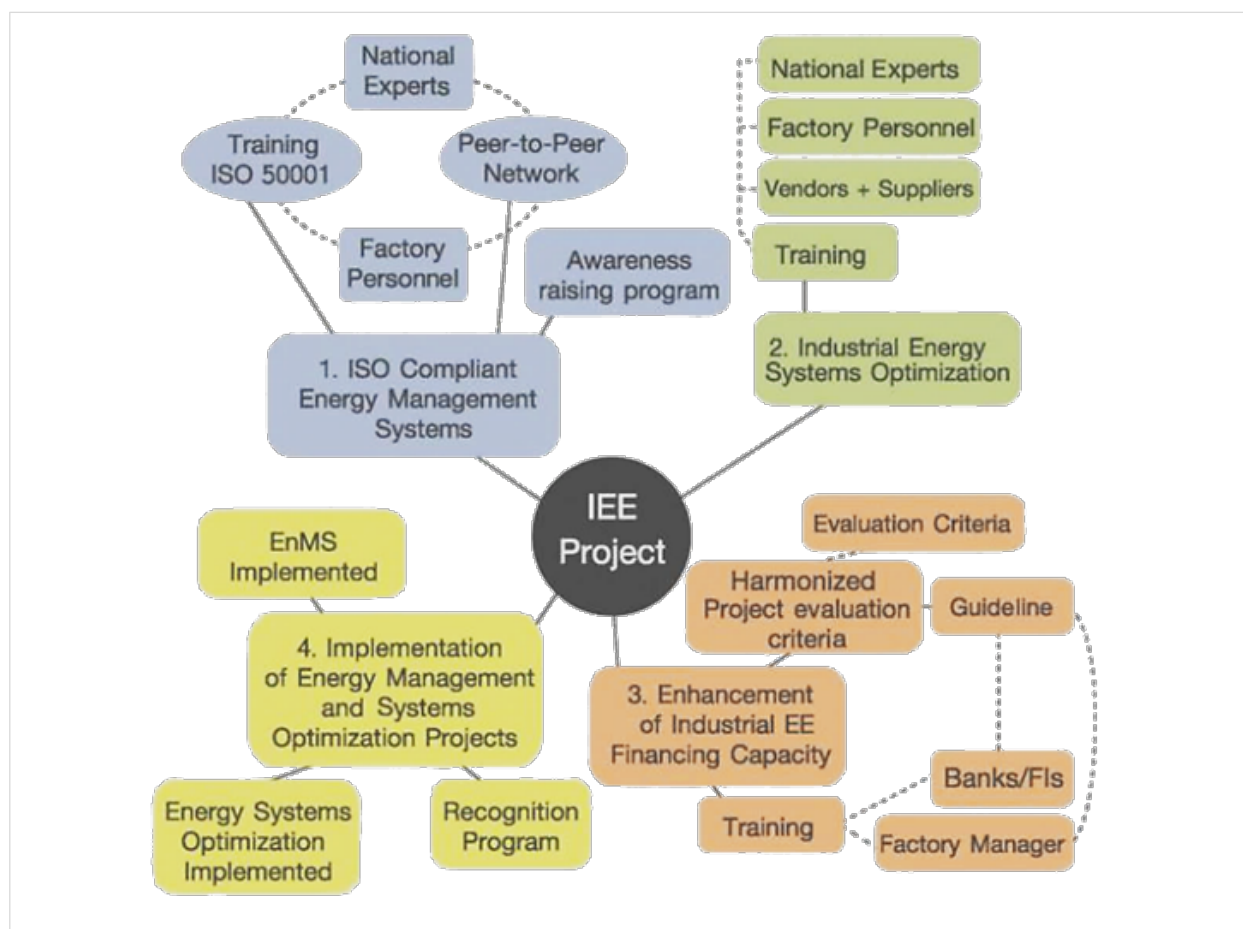 National
Experts
Training
ISO 50001
Peer-to-Peer
Network
Factory
Personnel
Awareness
raising program
1. ISO Compliant
Energy Management
Systems
National Experts
Factory Personnel
Vendors + Suppliers
Training
2. Industrial Energy
Systems Optimization
IEE
Project
EnMS
Implemented
4. Implementation
of Energy Management
and Systems
Optimization Projects
Energy Systems
Optimization
Implemented
Recognition
Program
Evaluation Criteria
Harmonized
Project evaluation
criteria
Guideline
3. Enhancement
of Industrial EE
Financing Capacity
Training
Banks/FIs
Factory Manager